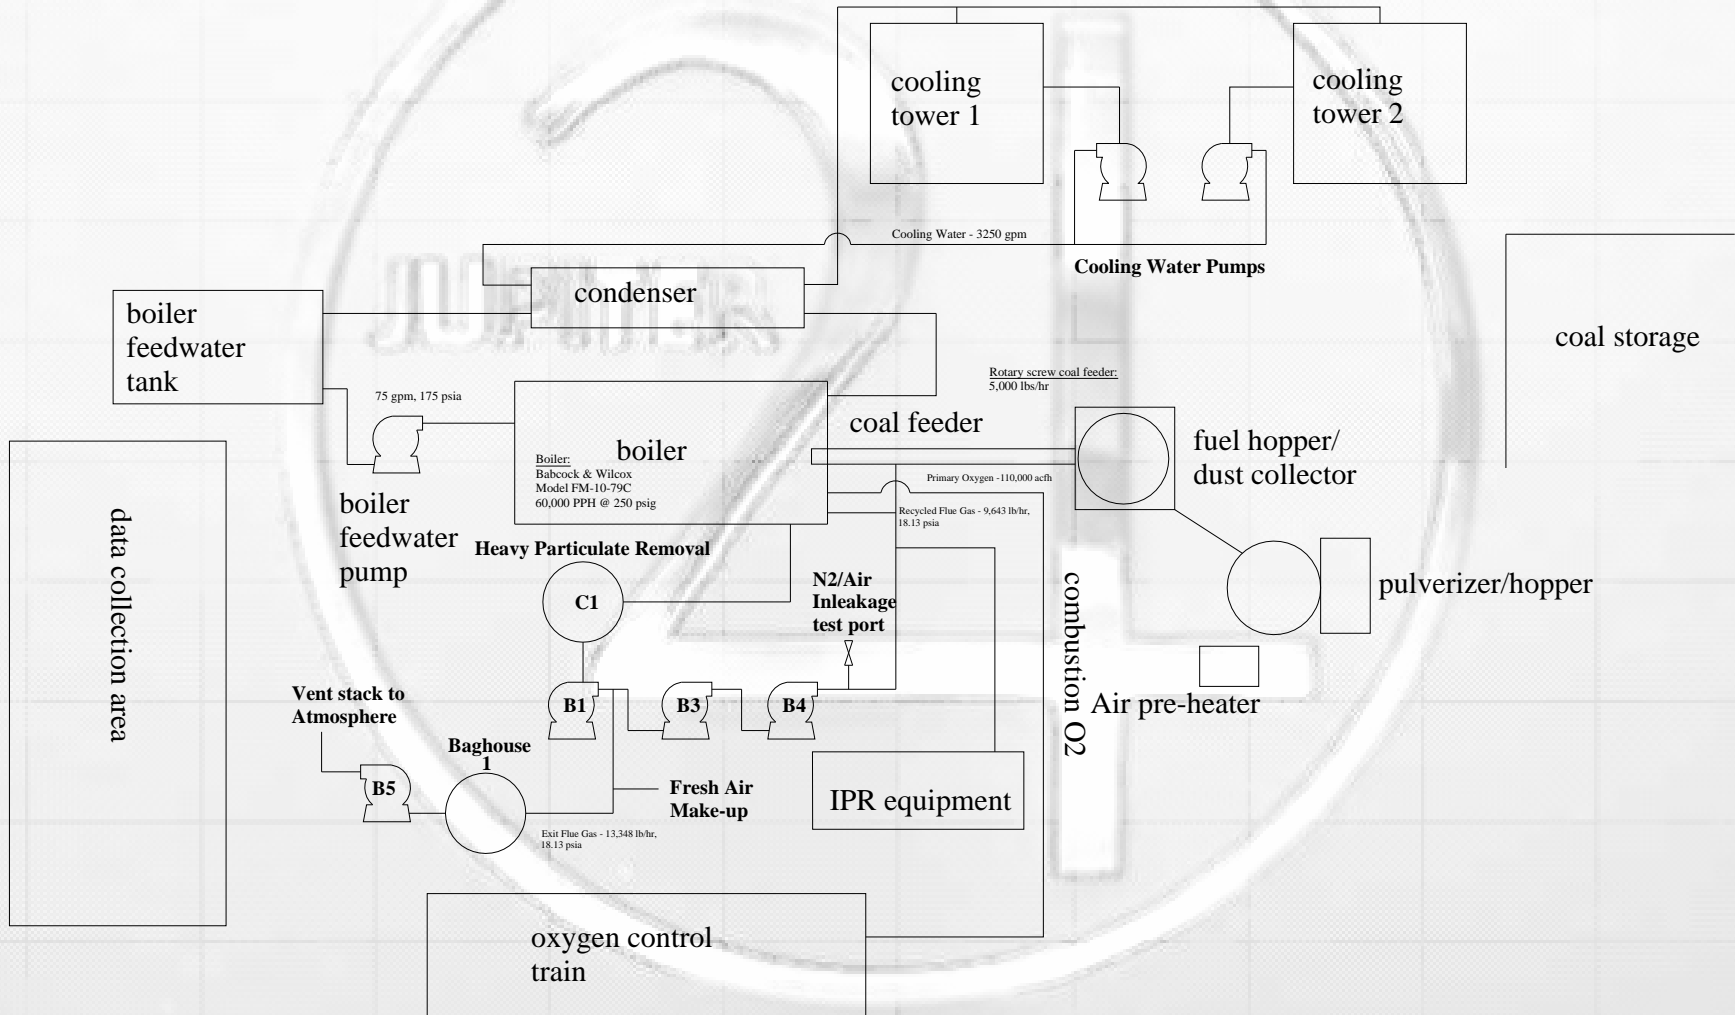 cooling
tower 1
cooling
tower 2
Cooling Water - 3250 gpm
Cooling Water Pumps
condenser
JUPITER
boiler
feedwater
tank
coal storage
Rotary screw coal feeder:
5,000 lbs/hr
75 gpm, 175 psia
coal feeder
fuel hopper/
dust collector
boiler
Boiler:
Babcock & Wilcox
Model FM-10-79C
60,000 PPH @ 250 psig
Primary Oxygen -110,000 acfh
Recycled Flue Gas - 9,643 lb/hr,
18.13 psia
boiler
feedwater
pump
Heavy Particulate Removal
data collection area
C1
N2/Air
Inleakage
test port
combustion O2
pulverizer/hopper
Air pre-heater
Vent stack to
Atmosphere
B1
B3
B4
Baghouse
1
B5
Fresh Air
Make-up
IPR equipment
Exit Flue Gas - 13,348 lb/hr,
18.13 psia
oxygen control
train